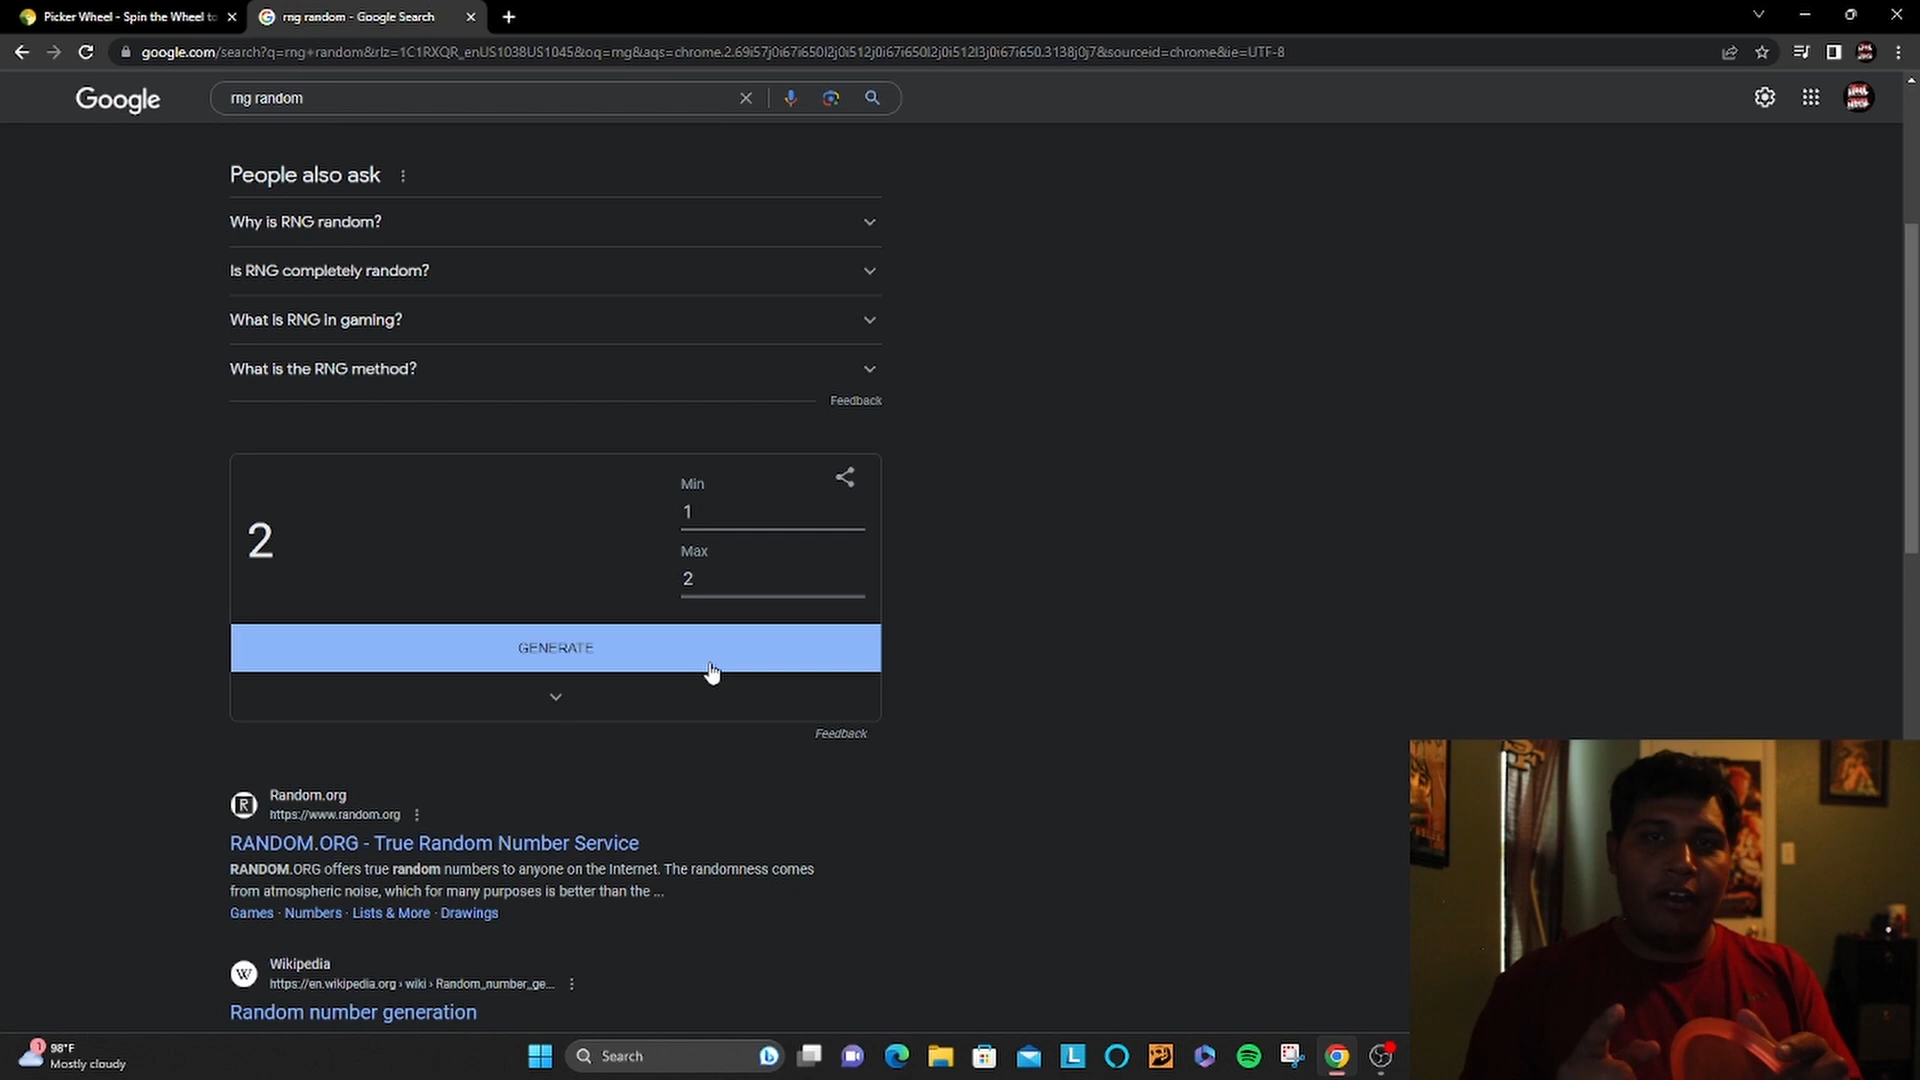 Picker Wheel - Spin the Wheel to
rng random - Google Search
google.com/search?q=rng+random&rlz=1C1RXQR_enUS1038US1045&oq=rng&aqs=chrome.2.69i57j0i67i650l2j0i512j0i67i650l2j0i512l3j0i67i650.3138j0j7&sourceid=chrome&ie=UTF-8
Google
rng random
People also ask
Why is RNG random?
Is RNG completely random?
What is RNG in gaming?
What is the RNG method?
Feedback
Min
1
2
Max
2
GENERATE
Feedback
Random.org
https://www.random.org
RANDOM.ORG - True Random Number Service
RANDOM.ORG offers true random numbers to anyone on the Internet. The randomness comes
from atmospheric noise, which for many purposes is better than the ...
Games · Numbers · Lists & More · Drawings
W
Wikipedia
https://en.wikipedia.org › wiki › Random_number_ge...
Random number generation
1
98°F
Mostly cloudy
Search
L